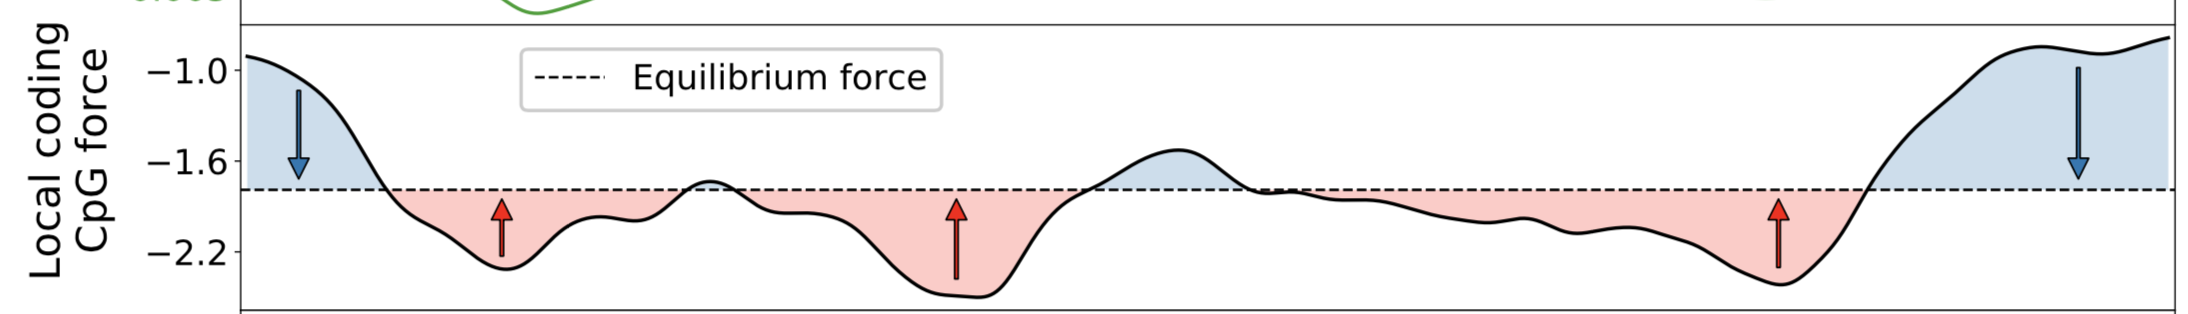 Local coding
CpG force
−1.0
−1.6
−2.2
Equilibrium force